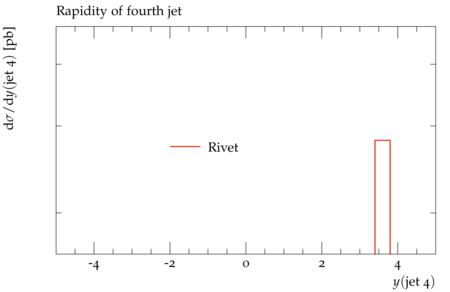 Rapidity of fourth jet
dσ/dy(jet 4) [pb]
Rivet
-4 -2 0 2 4
y(jet 4)